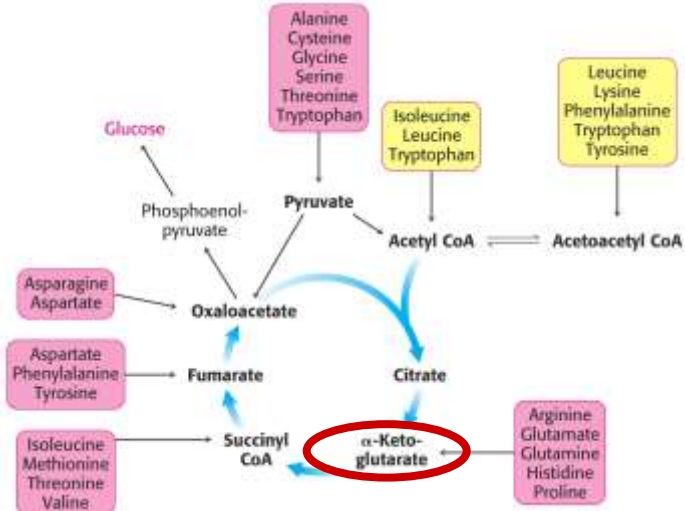 Alanine
Cysteine
Glycine
Serine
Threonine
Tryptophan
Leucine
Lysine
Phenylalanine
Tryptophan
Tyrosine
Isoleucine
Leucine
Tryptophan
Glucose
Phosphoenol-
pyruvate
Pyruvate
Acetyl CoA
Acetoacetyl CoA
Asparagine
Aspartate
Oxaloacetate
Aspartate
Phenylalanine
Tyrosine
Fumarate
Citrate
Isoleucine
Methionine
Threonine
Valine
Succinyl
CoA
α-Keto-
glutarate
Arginine
Glutamate
Glutamine
Histidine
Proline